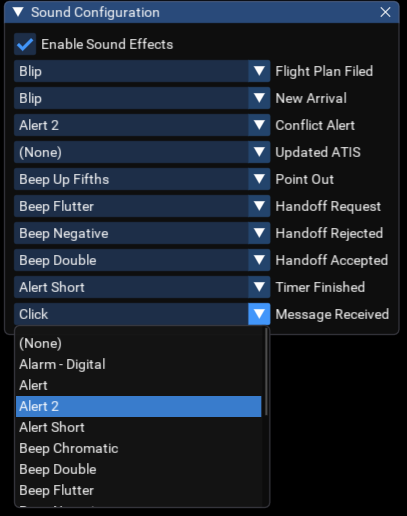 Sound Configuration
Enable Sound Effects
Blip Flight Plan Filed
Blip New Arrival
Alert 2 Conflict Alert
(None) Updated ATIS
Beep Up Fifths Point Out
Beep Flutter Handoff Request
Beep Negative Handoff Rejected
Beep Double Handoff Accepted
Alert Short Timer Finished
Click Message Received
(None)
Alarm - Digital
Alert
Alert 2
Alert Short
Beep Chromatic
Beep Double
Beep Flutter